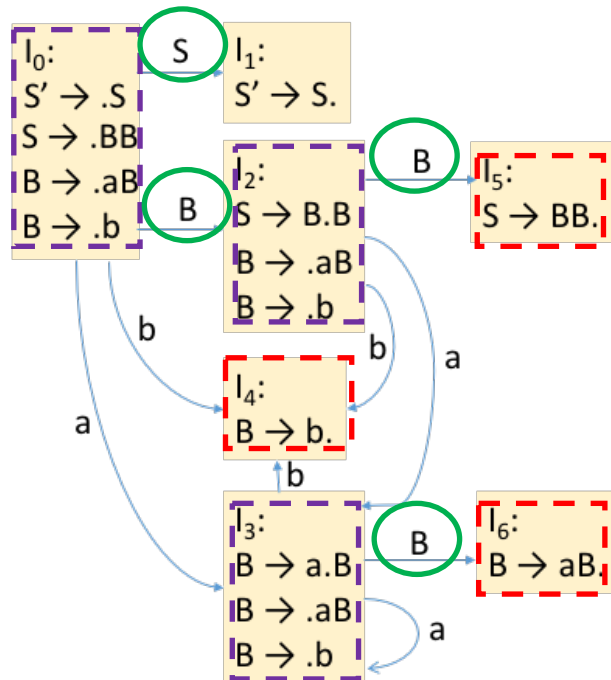 I₀:
S′ → .S
S → .BB
B → .aB
B → .b
S
I₁:
S′ → S.
B
I₂:
S → B.B
B → .aB
B → .b
B
I₅:
S → BB.
b
a
b
a
I₄:
B → b.
b
I₃:
B → a.B
B → .aB
B → .b
B
a
I₆:
B → aB.